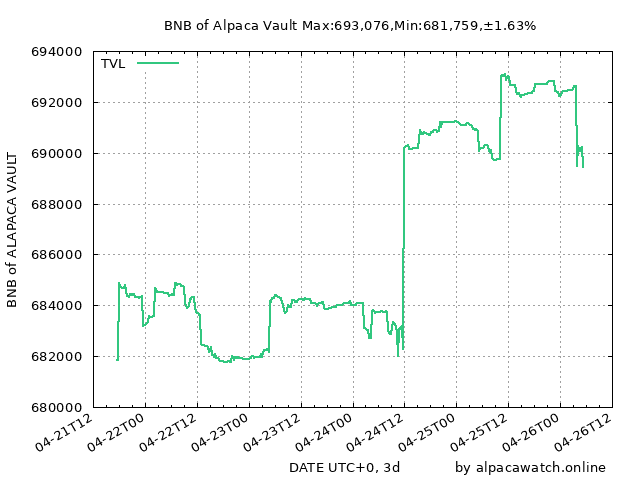 BNB of Alpaca Vault Max:693,076,Min:681,759,±1.63%
TVL
BNB of ALAPACA VAULT
694000
692000
690000
688000
686000
684000
682000
680000
04-21T12
04-22T00
04-22T12
04-23T00
04-23T12
04-24T00
04-24T12
04-25T00
04-25T12
04-26T00
04-26T12
DATE UTC+0, 3d
by alpacawatch.online